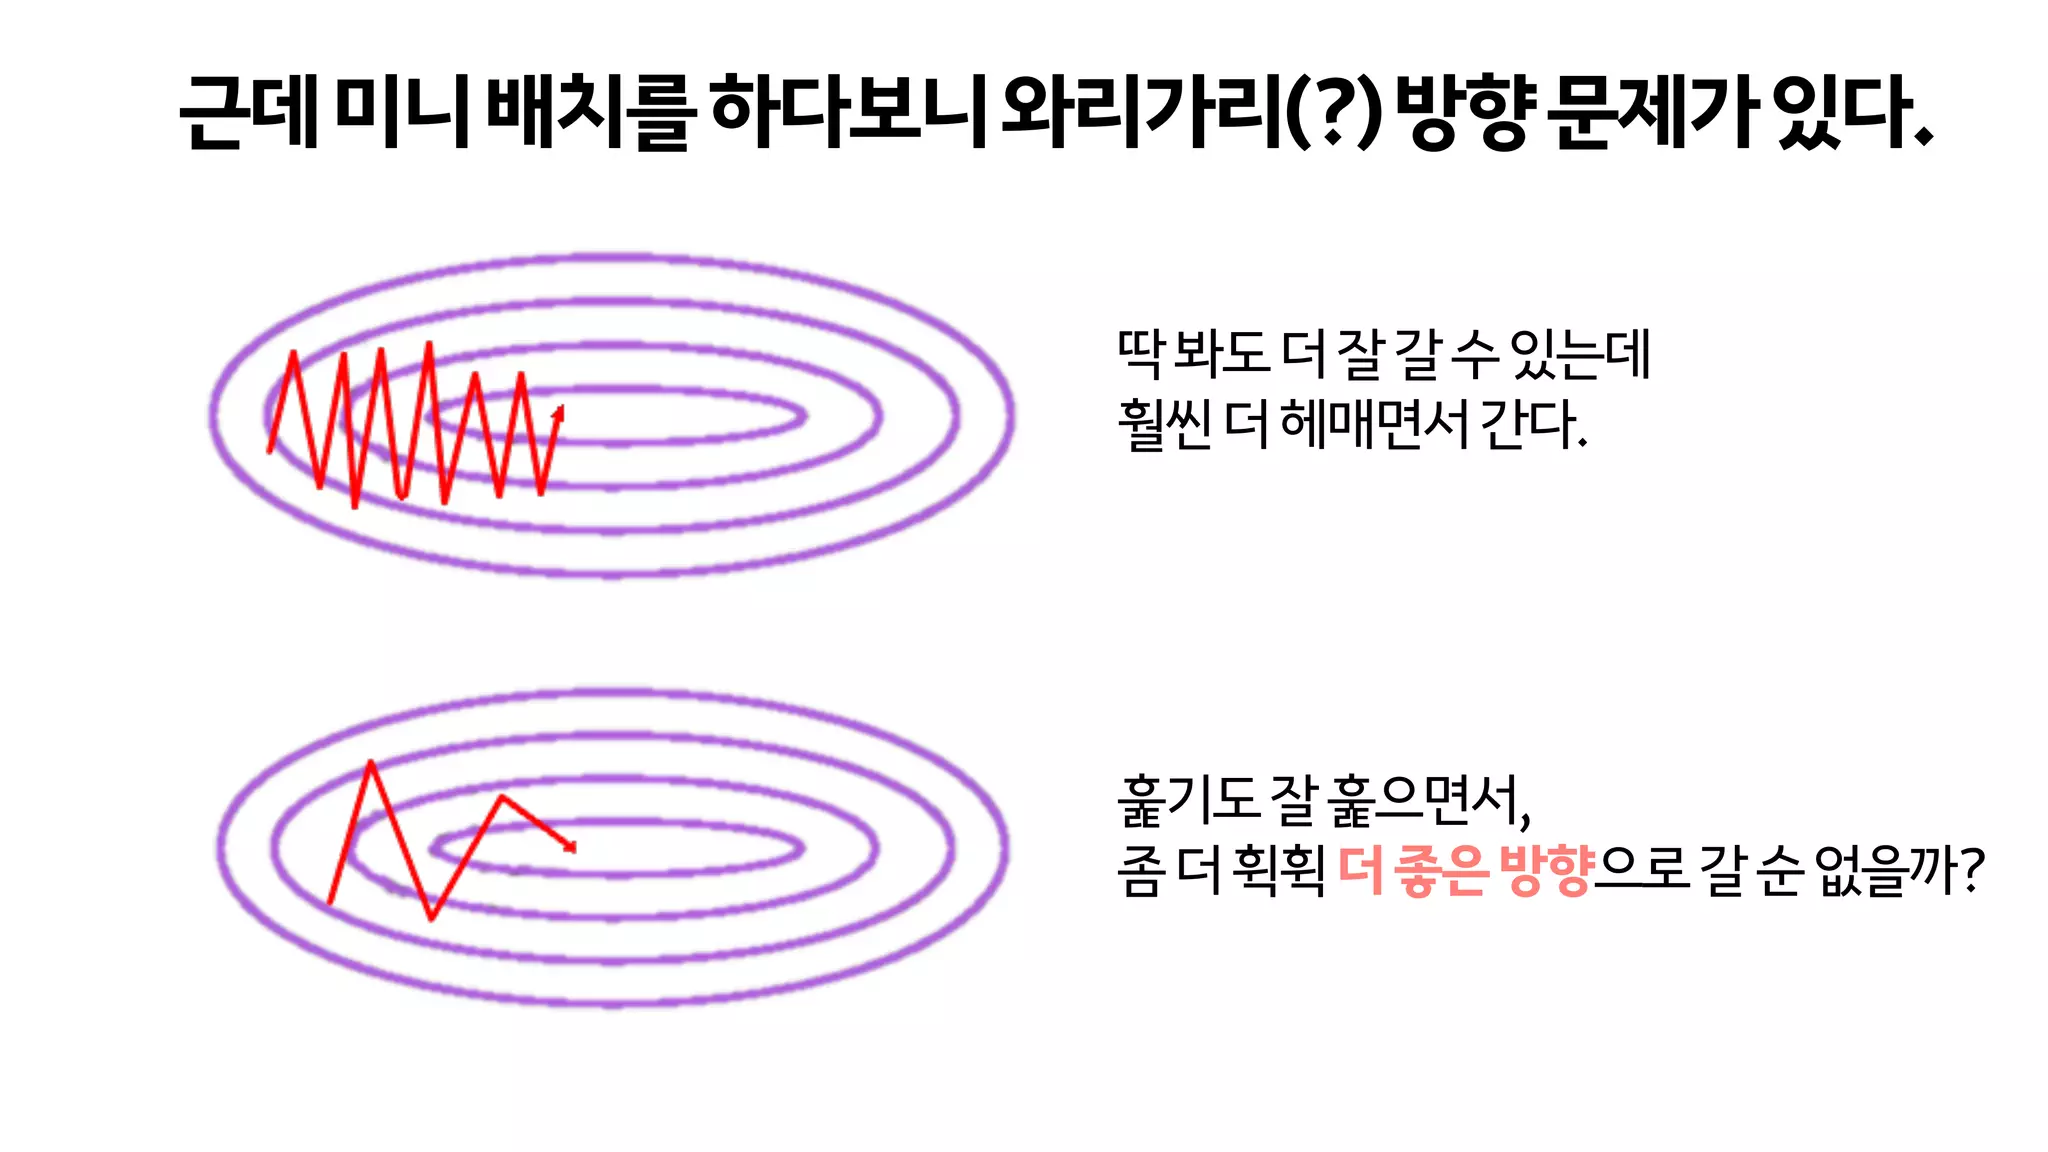 근데 미니 배치를 하다보니 와리가리(?) 방향 문제가 있다.
딱 봐도 더 잘 갈 수 있는데
훨씬 더 헤매면서 간다.
훑기도 잘 훑으면서,
좀 더 휙휙 더 좋은 방향으로 갈 순 없을까?